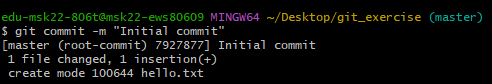 edu-msk22-806t@msk22-ews80609 MINGW64 ~/Desktop/git_exercise (master)
$ git commit -m "Initial commit"
[master (root-commit) 7927877] Initial commit
 1 file changed, 1 insertion(+)
 create mode 100644 hello.txt